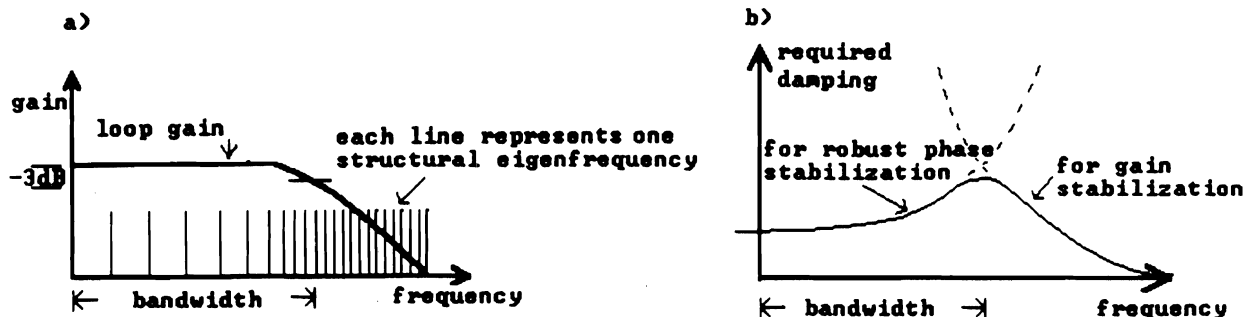 a)
gain
loop gain
-3dB
each line represents one
structural eigenfrequency
bandwidth
frequency
b)
required
damping
for robust phase
stabilization
for gain
stabilization
bandwidth
frequency